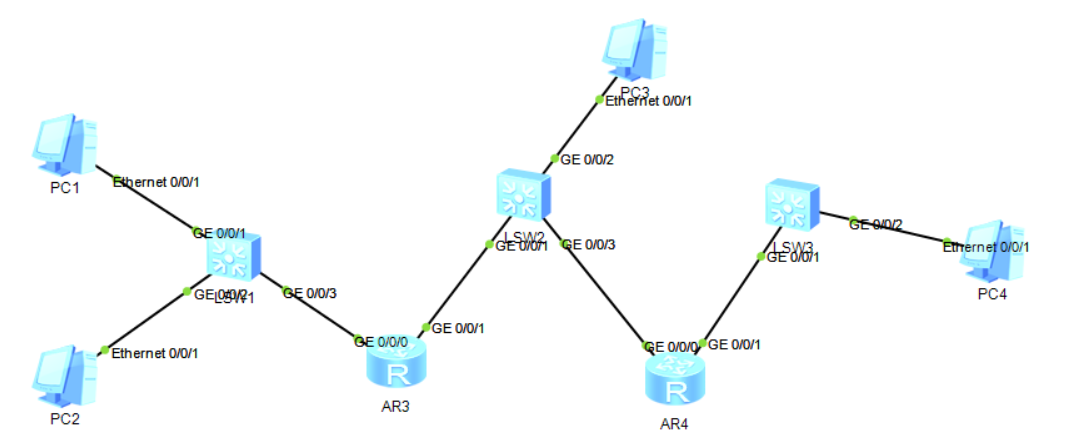 PC3
Ethernet 0/0/1
PC1
Ethernet 0/0/1
GE 0/0/2
GE 0/0/1
LSW1
GE 0/0/2
GE 0/0/3
PC2
Ethernet 0/0/1
GE 0/0/0
AR3
GE 0/0/1
LSW2
GE 0/0/1
GE 0/0/3
LSW3
GE 0/0/1
GE 0/0/2
Ethernet 0/0/1
PC4
GE 0/0/0
GE 0/0/1
R
R
AR4